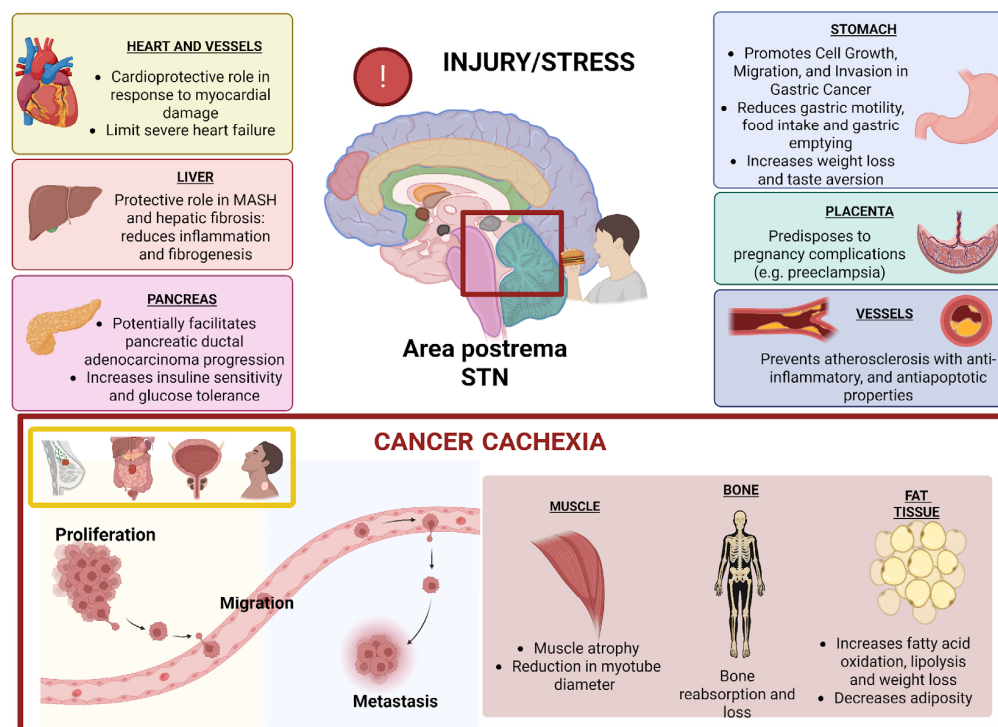 HEART AND VESSELS
• Cardioprotective role in
response to myocardial
damage
• Limit severe heart failure
LIVER
Protective role in MASH
and hepatic fibrosis:
reduces inflammation
and fibrogenesis
PANCREAS
• Potentially facilitates
pancreatic ductal
adenocarcinoma progression
• Increases insuline sensitivity
and glucose tolerance
!
INJURY/STRESS
Area postrema
STN
STOMACH
• Promotes Cell Growth,
Migration, and Invasion in
Gastric Cancer
• Reduces gastric motility,
food intake and gastric
emptying
• Increases weight loss
and taste aversion
PLACENTA
Predisposes to
pregnancy complications
(e.g. preeclampsia)
VESSELS
Prevents atherosclerosis with anti-
inflammatory, and antiapoptotic
properties
CANCER CACHEXIA
Proliferation
Migration
Metastasis
MUSCLE
• Muscle atrophy
• Reduction in myotube
diameter
BONE
Bone
reabsorption and
loss
FAT
TISSUE
• Increases fatty acid
oxidation, lipolysis
and weight loss
• Decreases adiposity